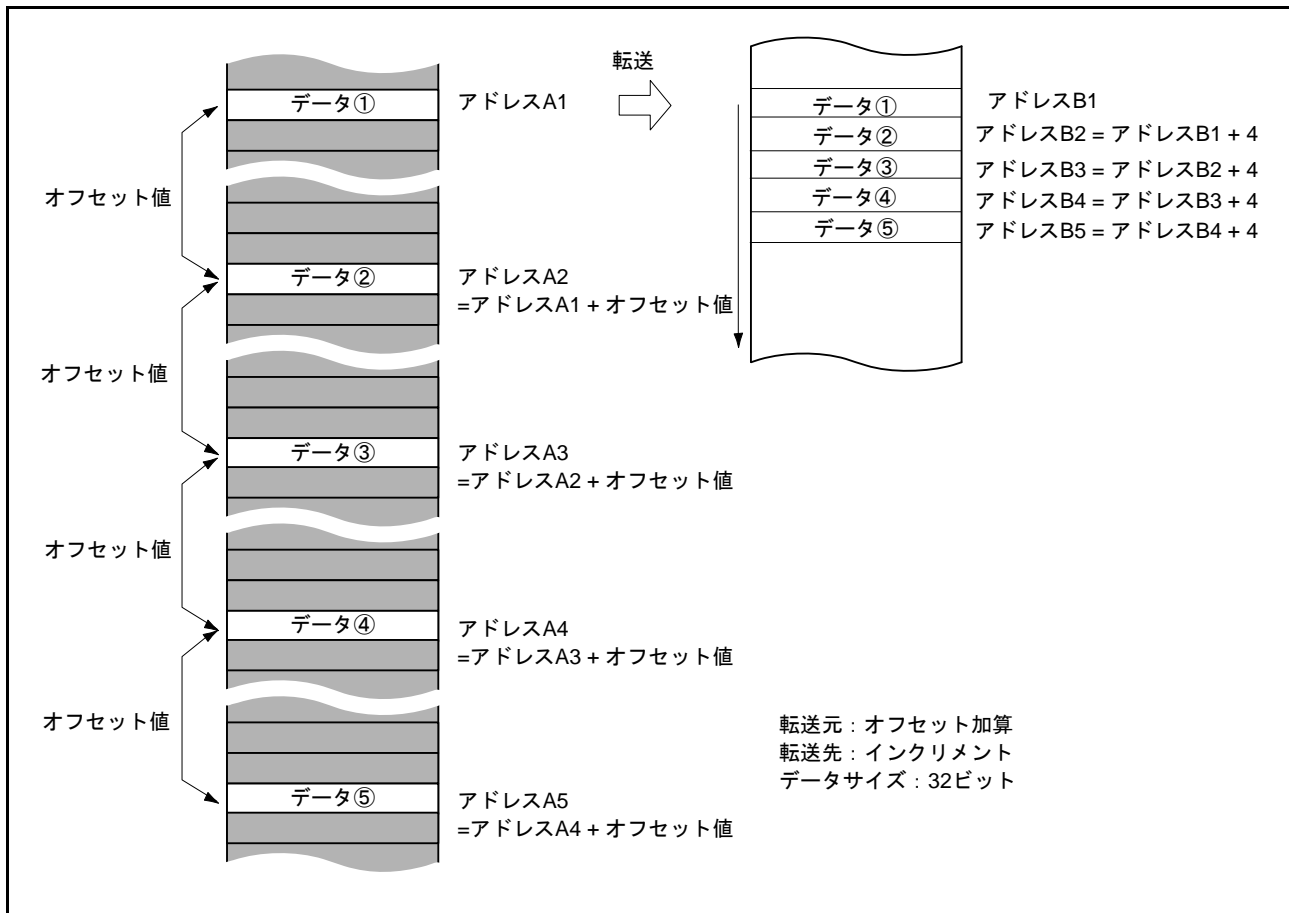 転送
データ①
アドレスA1
オフセット値
データ②
アドレスA2
=アドレスA1 + オフセット値
オフセット値
データ③
アドレスA3
=アドレスA2 + オフセット値
オフセット値
データ④
アドレスA4
=アドレスA3 + オフセット値
オフセット値
データ⑤
アドレスA5
=アドレスA4 + オフセット値
データ①
アドレスB1
データ②
アドレスB2 = アドレスB1 + 4
データ③
アドレスB3 = アドレスB2 + 4
データ④
アドレスB4 = アドレスB3 + 4
データ⑤
アドレスB5 = アドレスB4 + 4
転送元：オフセット加算
転送先：インクリメント
データサイズ：32ビット